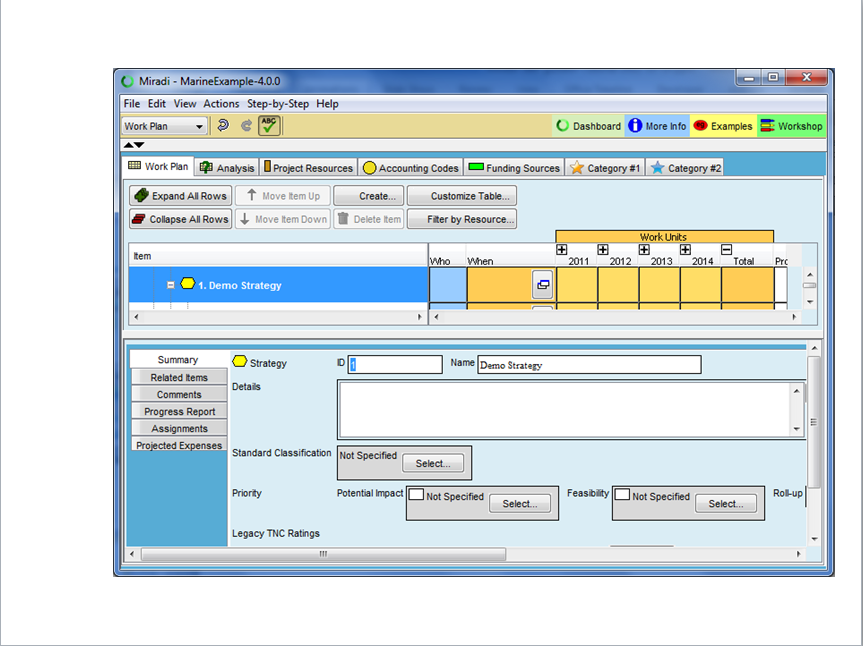 Miradi - MarineExample-4.0.0
File Edit View Actions Step-by-Step Help
Work Plan ABC Dashboard More Info Examples Workshop
Work Plan Analysis Project Resources Accounting Codes Funding Sources Category #1 Category #2
Expand All Rows Move Item Up Create... Customize Table...
Collapse All Rows Move Item Down Delete Item Filter by Resource...
Work Units
Item Who When 2011 2012 2013 2014 Total Pro
1. Demo Strategy
Summary Strategy ID 1 Name Demo Strategy
Related Items
Details
Comments
Progress Report
Assignments
Projected Expenses
Standard Classification Not Specified Select...
Priority Potential Impact Not Specified Select... Feasibility Not Specified Select... Roll-up
Legacy TNC Ratings